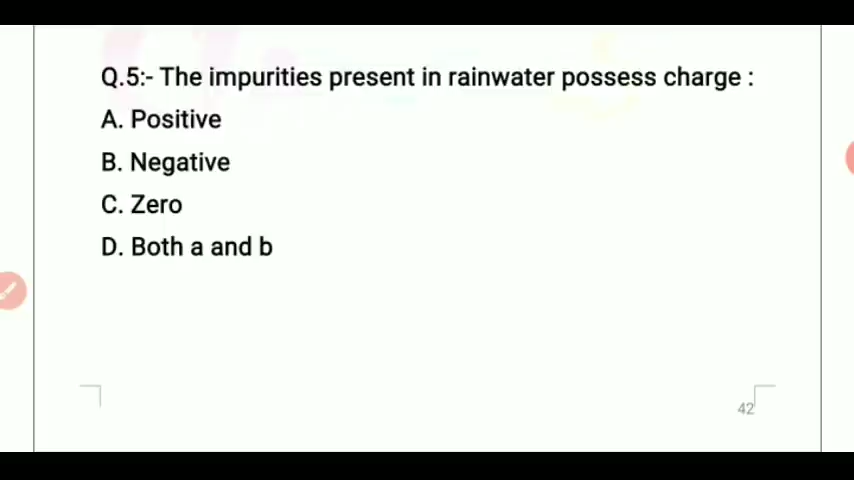 Q.5:- The impurities present in rainwater possess charge :
A. Positive
B. Negative
C. Zero
D. Both a and b
42